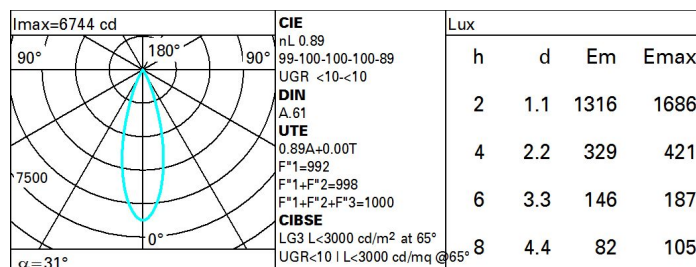 Imax=6744 cd
90°
180°
90°
7500
0°
α=31°
CIE
nL 0.89
99-100-100-100-89
UGR <10-<10
DIN
A.61
UTE
0.89A+0.00T
F"1=992
F"1+F"2=998
F"1+F"2+F"3=1000
CIBSE
LG3 L<3000 cd/m² at 65°
UGR<10 | L<3000 cd/mq @65°
Lux
h d Em Emax
2 1.1 1316 1686
4 2.2 329 421
6 3.3 146 187
8 4.4 82 105